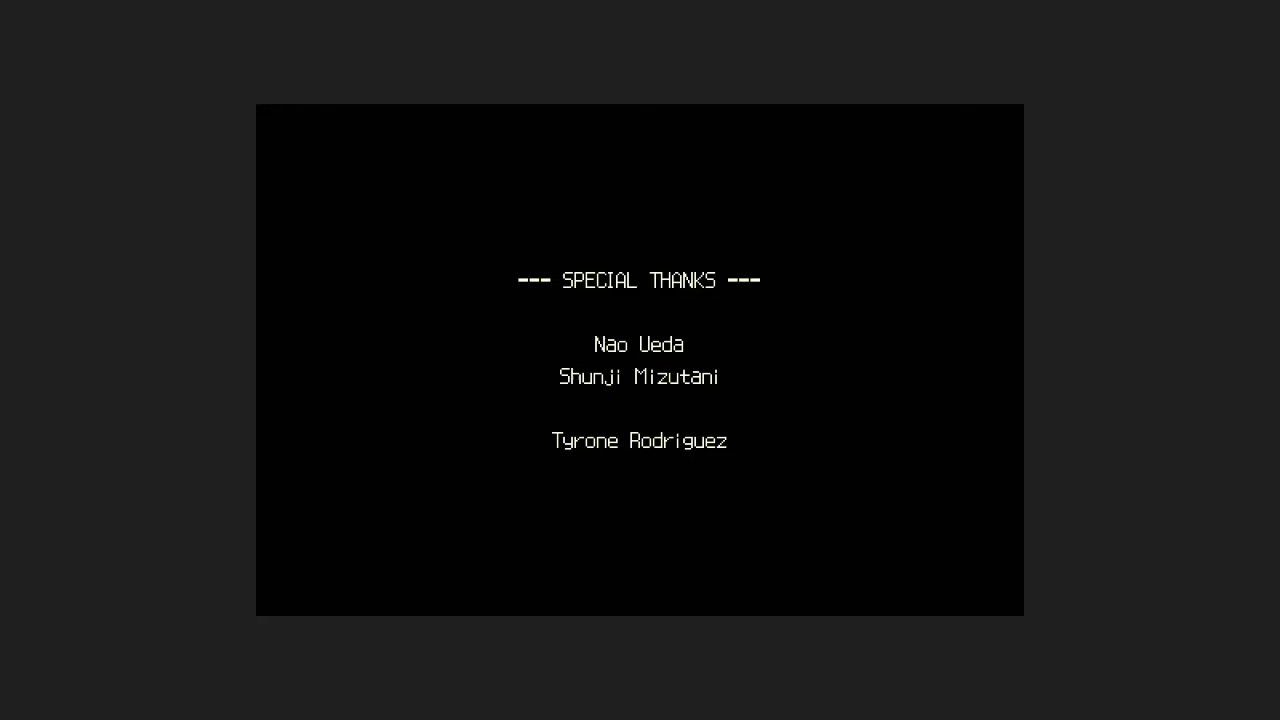 --- SPECIAL THANKS ---
Nao Ueda
Shunji Mizutani
Tyrone Rodriguez